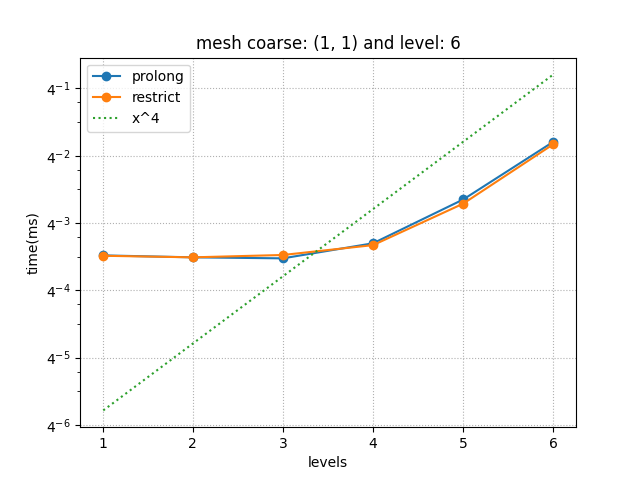 mesh coarse: (1, 1) and level: 6
prolong
restrict
x^4
time(ms)
4⁻¹
4⁻²
4⁻³
4⁻⁴
4⁻⁵
4⁻⁶
1 2 3 4 5 6
levels